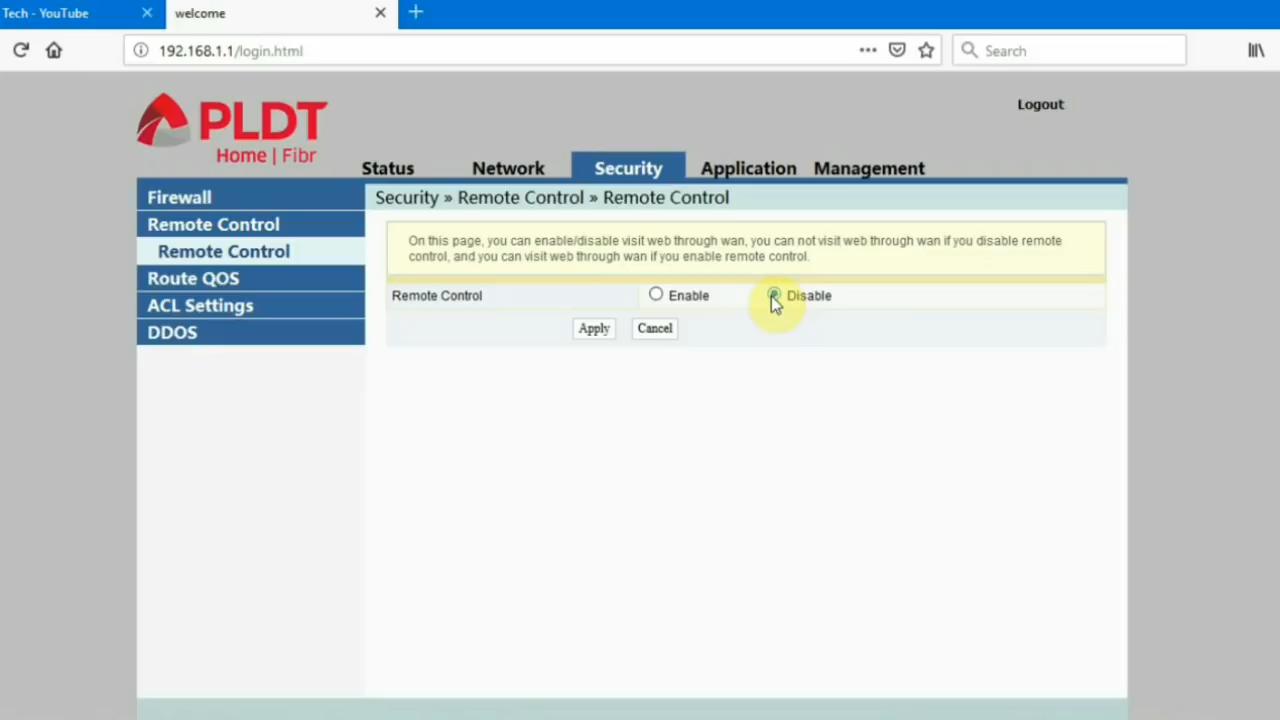 Tech - YouTube
welcome
192.168.1.1/login.html
Search
PLDT
Home | Fibr
Logout
Status Network Security Application Management
Firewall
Remote Control
Remote Control
Route QOS
ACL Settings
DDOS
Security » Remote Control » Remote Control
On this page, you can enable/disable visit web through wan, you can not visit web through wan if you disable remote
control, and you can visit web through wan if you enable remote control.
Remote Control Enable Disable
Apply Cancel